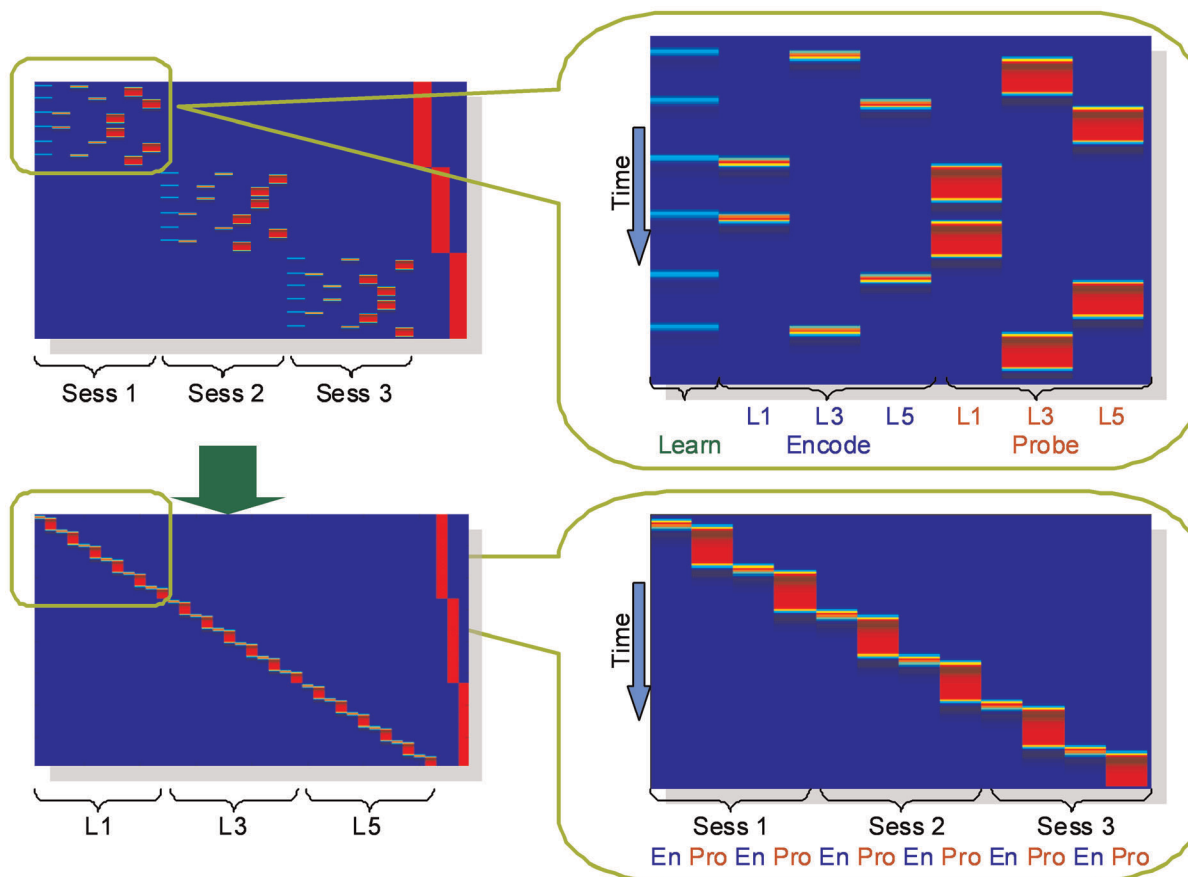 Sess 1 Sess 2 Sess 3
Time
L1 L3 L5 L1 L3 L5
Learn Encode Probe
L1 L3 L5
Time
Sess 1 Sess 2 Sess 3
En Pro En Pro En Pro En Pro En Pro En Pro